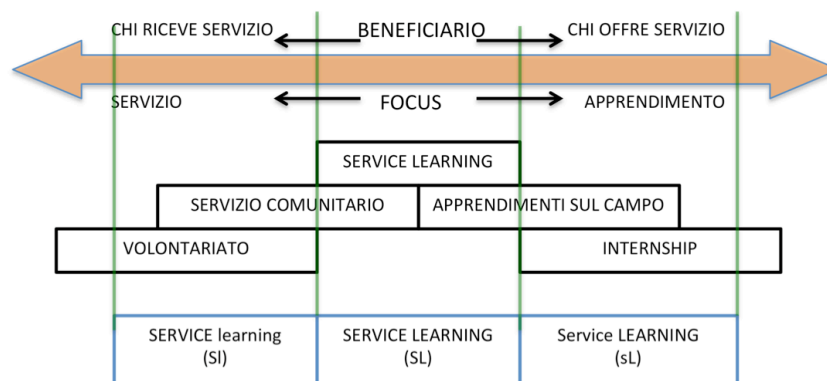 CHI RICEVE SERVIZIO BENEFICIARIO CHI OFFRE SERVIZIO
SERVIZIO FOCUS APPRENDIMENTO
SERVICE LEARNING
SERVIZIO COMUNITARIO APPRENDIMENTI SUL CAMPO
VOLONTARIATO INTERNSHIP
SERVICE learning SERVICE LEARNING Service LEARNING
(Sl) (SL) (sL)